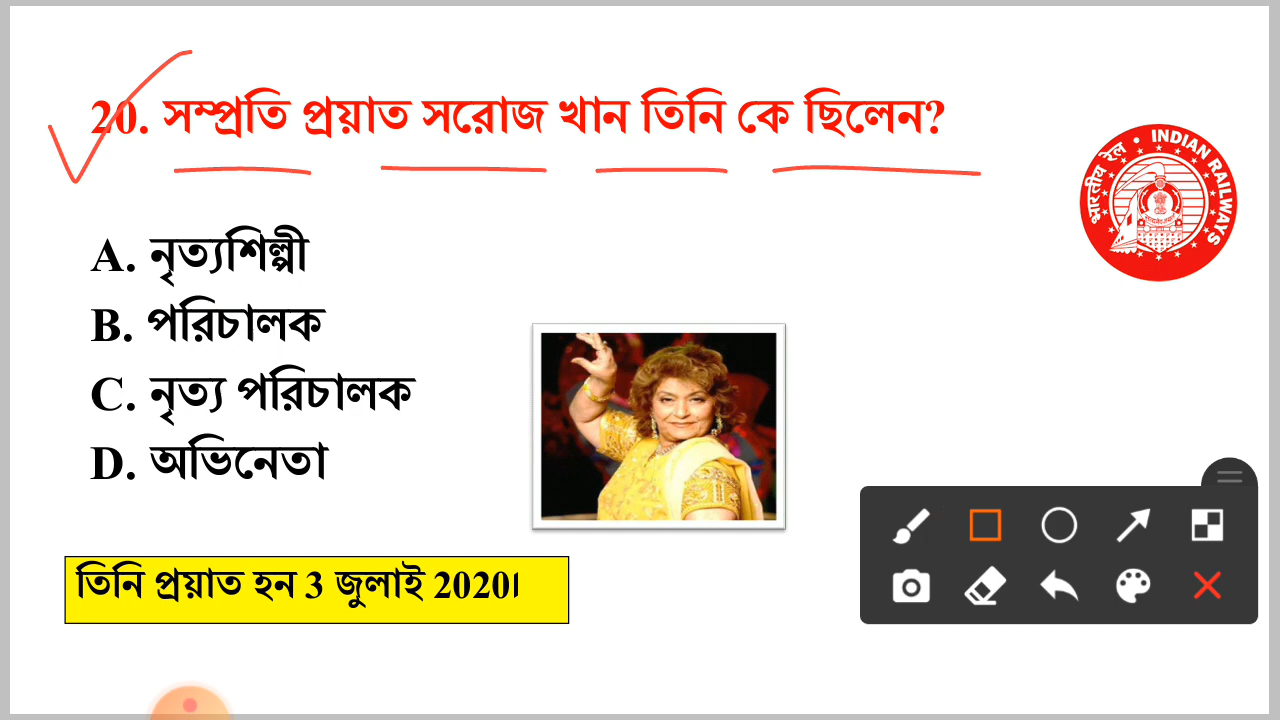 20. সম্প্রতি প্রয়াত সরোজ খান তিনি কে ছিলেন?
भारतीय रेल • INDIAN RAILWAYS
A. নৃত্যশিল্পী
B. পরিচালক
C. নৃত্য পরিচালক
D. অভিনেতা
তিনি প্রয়াত হন 3 জুলাই 2020।